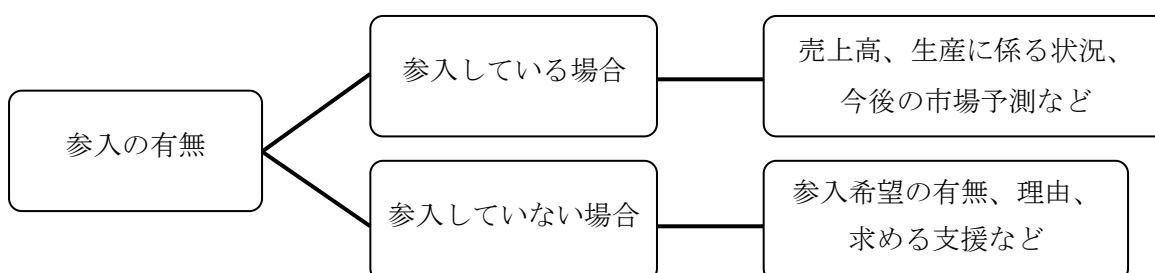 参入の有無
参入している場合
売上高、生産に係る状況、
今後の市場予測など
参入していない場合
参入希望の有無、理由、
求める支援など